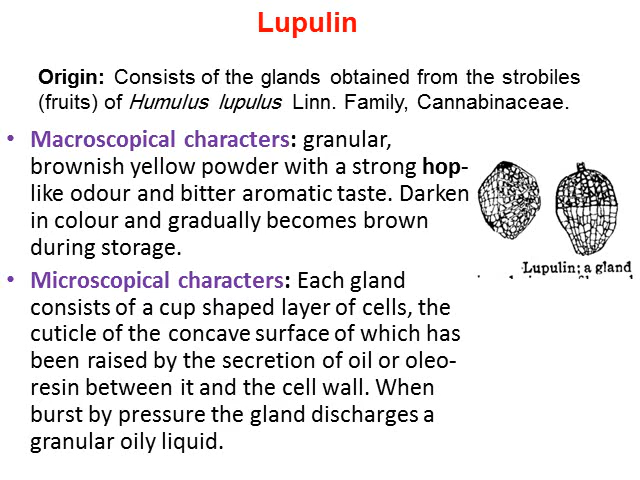 Lupulin
Origin: Consists of the glands obtained from the strobiles
(fruits) of Humulus lupulus Linn. Family, Cannabinaceae.
• Macroscopical characters: granular,
brownish yellow powder with a strong hop-
like odour and bitter aromatic taste. Darken
in colour and gradually becomes brown
during storage.
• Microscopical characters: Each gland
consists of a cup shaped layer of cells, the
cuticle of the concave surface of which has
been raised by the secretion of oil or oleo-
resin between it and the cell wall. When
burst by pressure the gland discharges a
granular oily liquid.
Lupulin; a gland